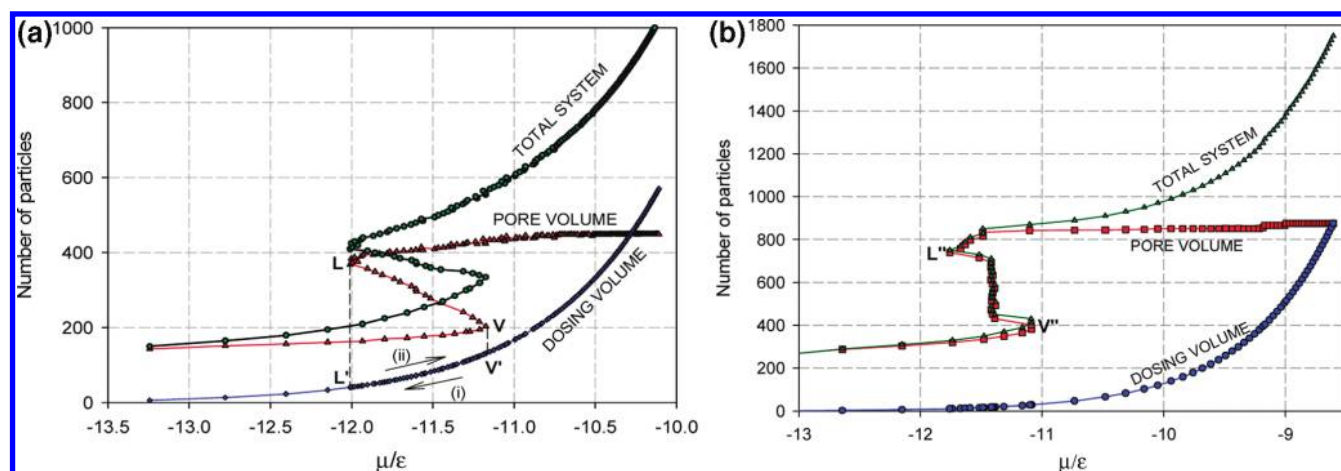 (a)
Number of particles
1000
800
600
400
200
0
TOTAL SYSTEM
PORE VOLUME
DOSING VOLUME
L
V
L'
V'
(ii)
(i)
-13.5 -13.0 -12.5 -12.0 -11.5 -11.0 -10.5 -10.0
μ/ε
(b)
Number of particles
1800
1600
1400
1200
1000
800
600
400
200
0
TOTAL SYSTEM
PORE VOLUME
DOSING VOLUME
L"
V"
-13 -12 -11 -10 -9
μ/ε